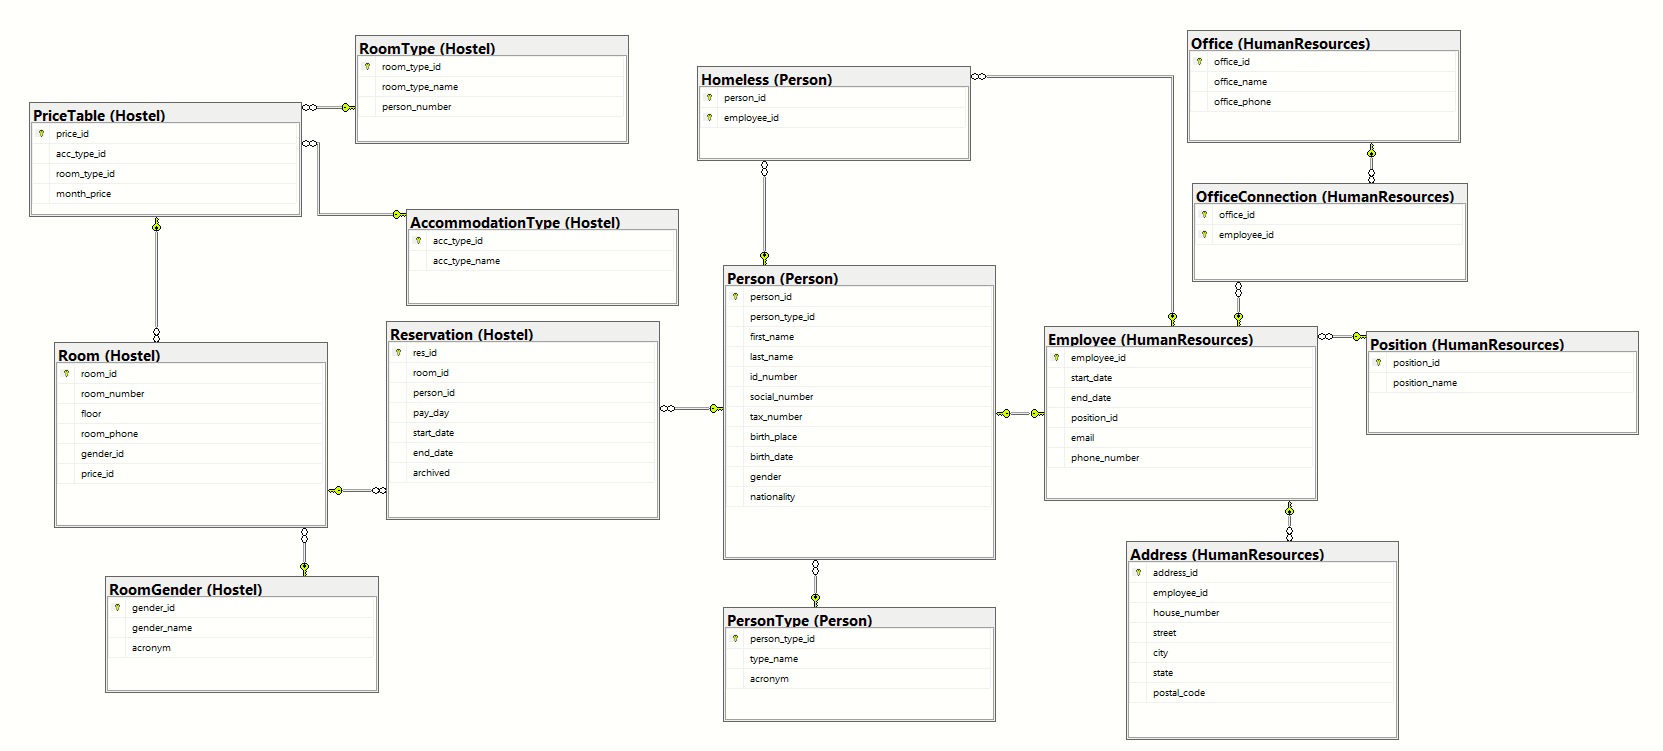 RoomType (Hostel)
room_type_id
room_type_name
person_number
PriceTable (Hostel)
price_id
acc_type_id
room_type_id
month_price
AccommodationType (Hostel)
acc_type_id
acc_type_name
Room (Hostel)
room_id
room_number
floor
room_phone
gender_id
price_id
Reservation (Hostel)
res_id
room_id
person_id
pay_day
start_date
end_date
archived
RoomGender (Hostel)
gender_id
gender_name
acronym
Homeless (Person)
person_id
employee_id
Person (Person)
person_id
person_type_id
first_name
last_name
id_number
social_number
tax_number
birth_place
birth_date
gender
nationality
PersonType (Person)
person_type_id
type_name
acronym
Office (HumanResources)
office_id
office_name
office_phone
OfficeConnection (HumanResources)
office_id
employee_id
Employee (HumanResources)
employee_id
start_date
end_date
position_id
email
phone_number
Position (HumanResources)
position_id
position_name
Address (HumanResources)
address_id
employee_id
house_number
street
city
state
postal_code